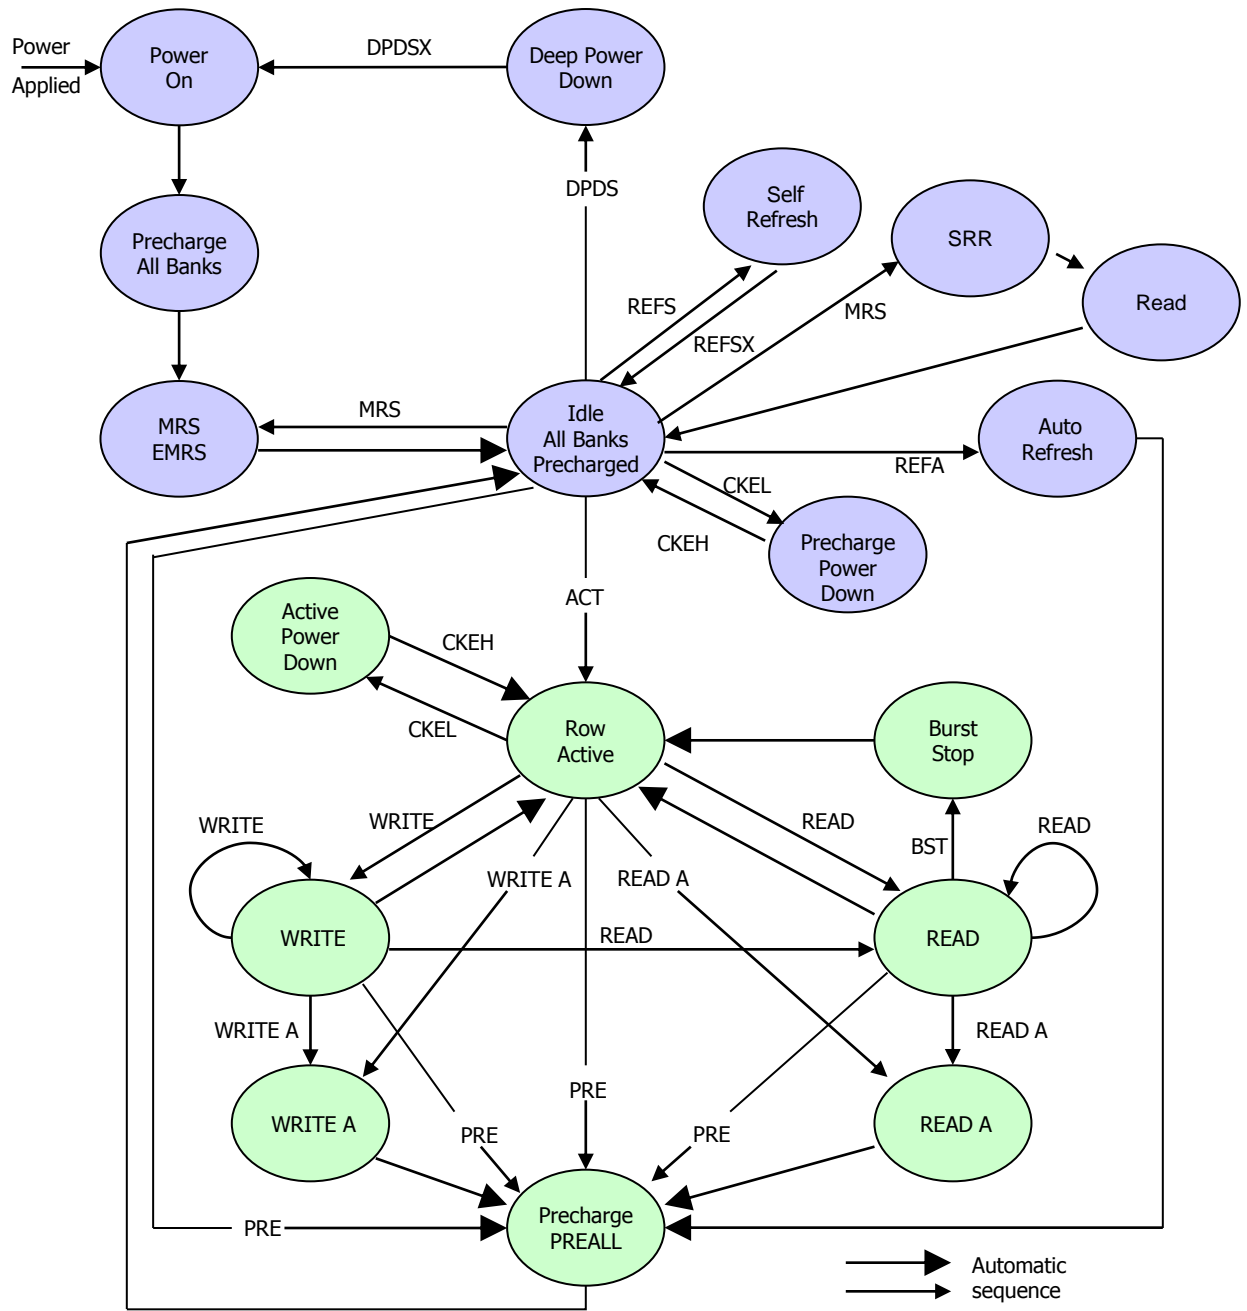 Power
Applied
Power
On
DPDSX
Deep Power
Down
DPDS
Self
Refresh
SRR
Read
Precharge
All Banks
REFS
REFSX
MRS
MRS
EMRS
MRS
Idle
All Banks
Precharged
Auto
Refresh
REFA
CKEL
CKEH
Precharge
Power
Down
ACT
Active
Power
Down
CKEH
CKEL
Row
Active
Burst
Stop
WRITE
WRITE
READ
READ
BST
WRITE A
READ A
WRITE
READ
READ
WRITE A
READ A
PRE
WRITE A
READ A
PRE
PRE
Precharge
PREALL
PRE
Automatic
sequence